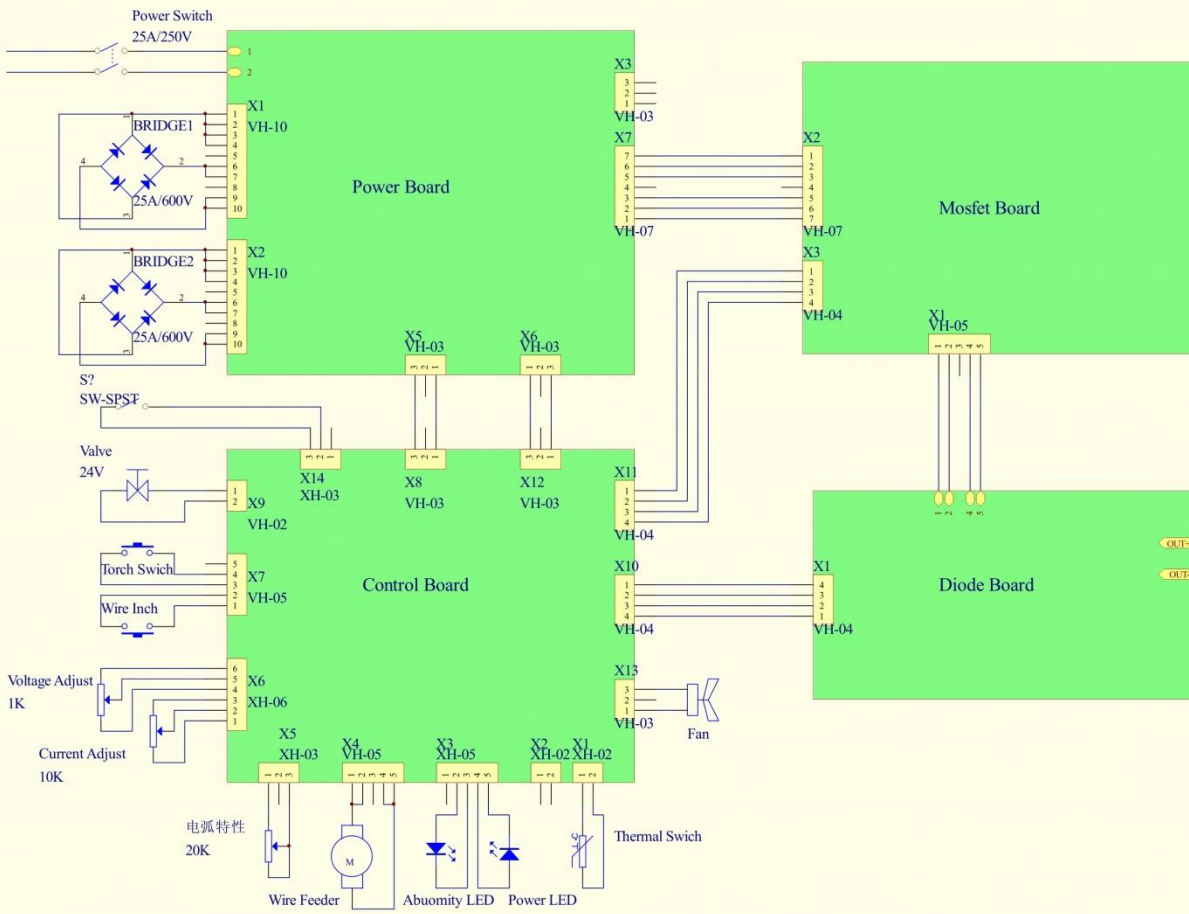 Power Switch
25A/250V
1
2
X1
VH-10
1
2
3
4
5
6
7
8
9
10
BRIDGE1
1
4
2
3
25A/600V
X2
VH-10
1
2
3
4
5
6
7
8
9
10
BRIDGE2
1
4
2
3
25A/600V
Power Board
X3
3
2
1
VH-03
X7
7
6
5
4
3
2
1
VH-07
X5
VH-03
3 2 1
X6
VH-03
1 2 3
X2
1
2
3
4
5
6
7
VH-07
X3
1
2
3
4
VH-04
Mosfet Board
X1
VH-05
1 2 3 4 5
S?
SW-SPST
Valve
24V
3 2 1
X14
XH-03
3 2 1
X8
VH-03
3 2 1
X12
VH-03
1
2
X9
VH-02
Torch Swich
Wire Inch
5
4
3
2
1
X7
VH-05
Control Board
X11
1
2
3
4
VH-04
X10
1
2
3
4
VH-04
X13
3
2
1
VH-03
Fan
1 2 4 5
OUT+
OUT-
X1
4
3
2
1
VH-04
Diode Board
Voltage Adjust
1K
Current Adjust
10K
6
5
4
3
2
1
X6
XH-06
X5
XH-03
1 2 3
X4
VH-05
1 2 3 4 5
X3
XH-05
1 2 3 4 5
X2
XH-02
1 2
X1
XH-02
1 2
电弧特性
20K
M
Wire Feeder
Abuomity LED
Power LED
Thermal Swich